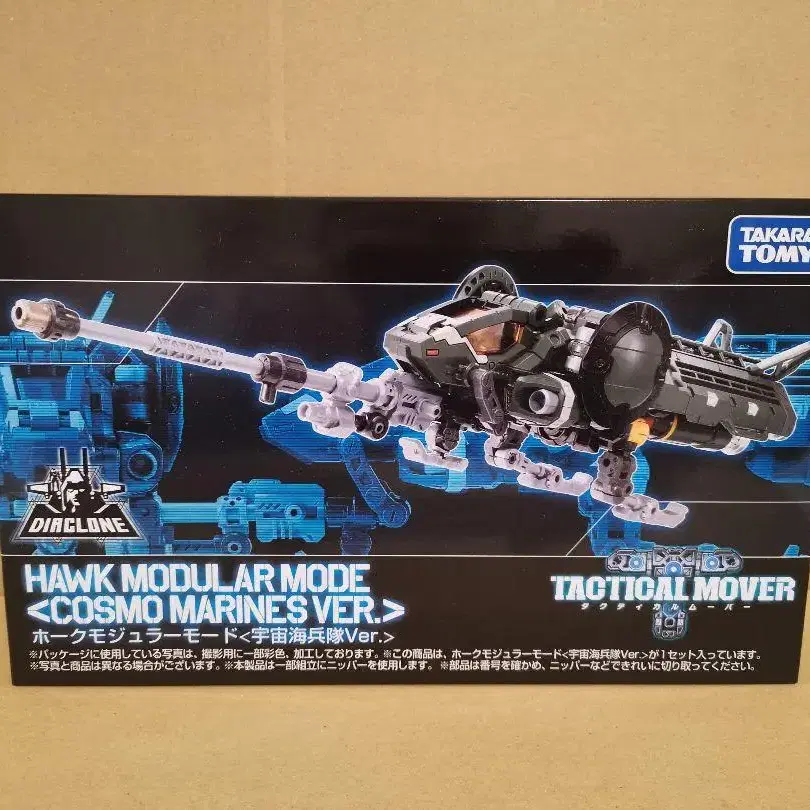 TAKARA
TOMY
DIACLONE
HAWK MODULAR MODE
<COSMO MARINES VER.>
ホークモジュラーモード<宇宙海兵隊Ver.>
TACTICAL MOVER
タクティカルムーバー
※パッケージに使用している写真は、撮影用に一部彩色、加工しております。※この商品は、ホークモジュラーモード<宇宙海兵隊Ver.>が1セット入っています。
※写真と商品は異なる場合がございます。※本製品は一部組立にニッパーを使用します。※部品は番号を確かめ、ニッパーなどできれいに切り取ってください。